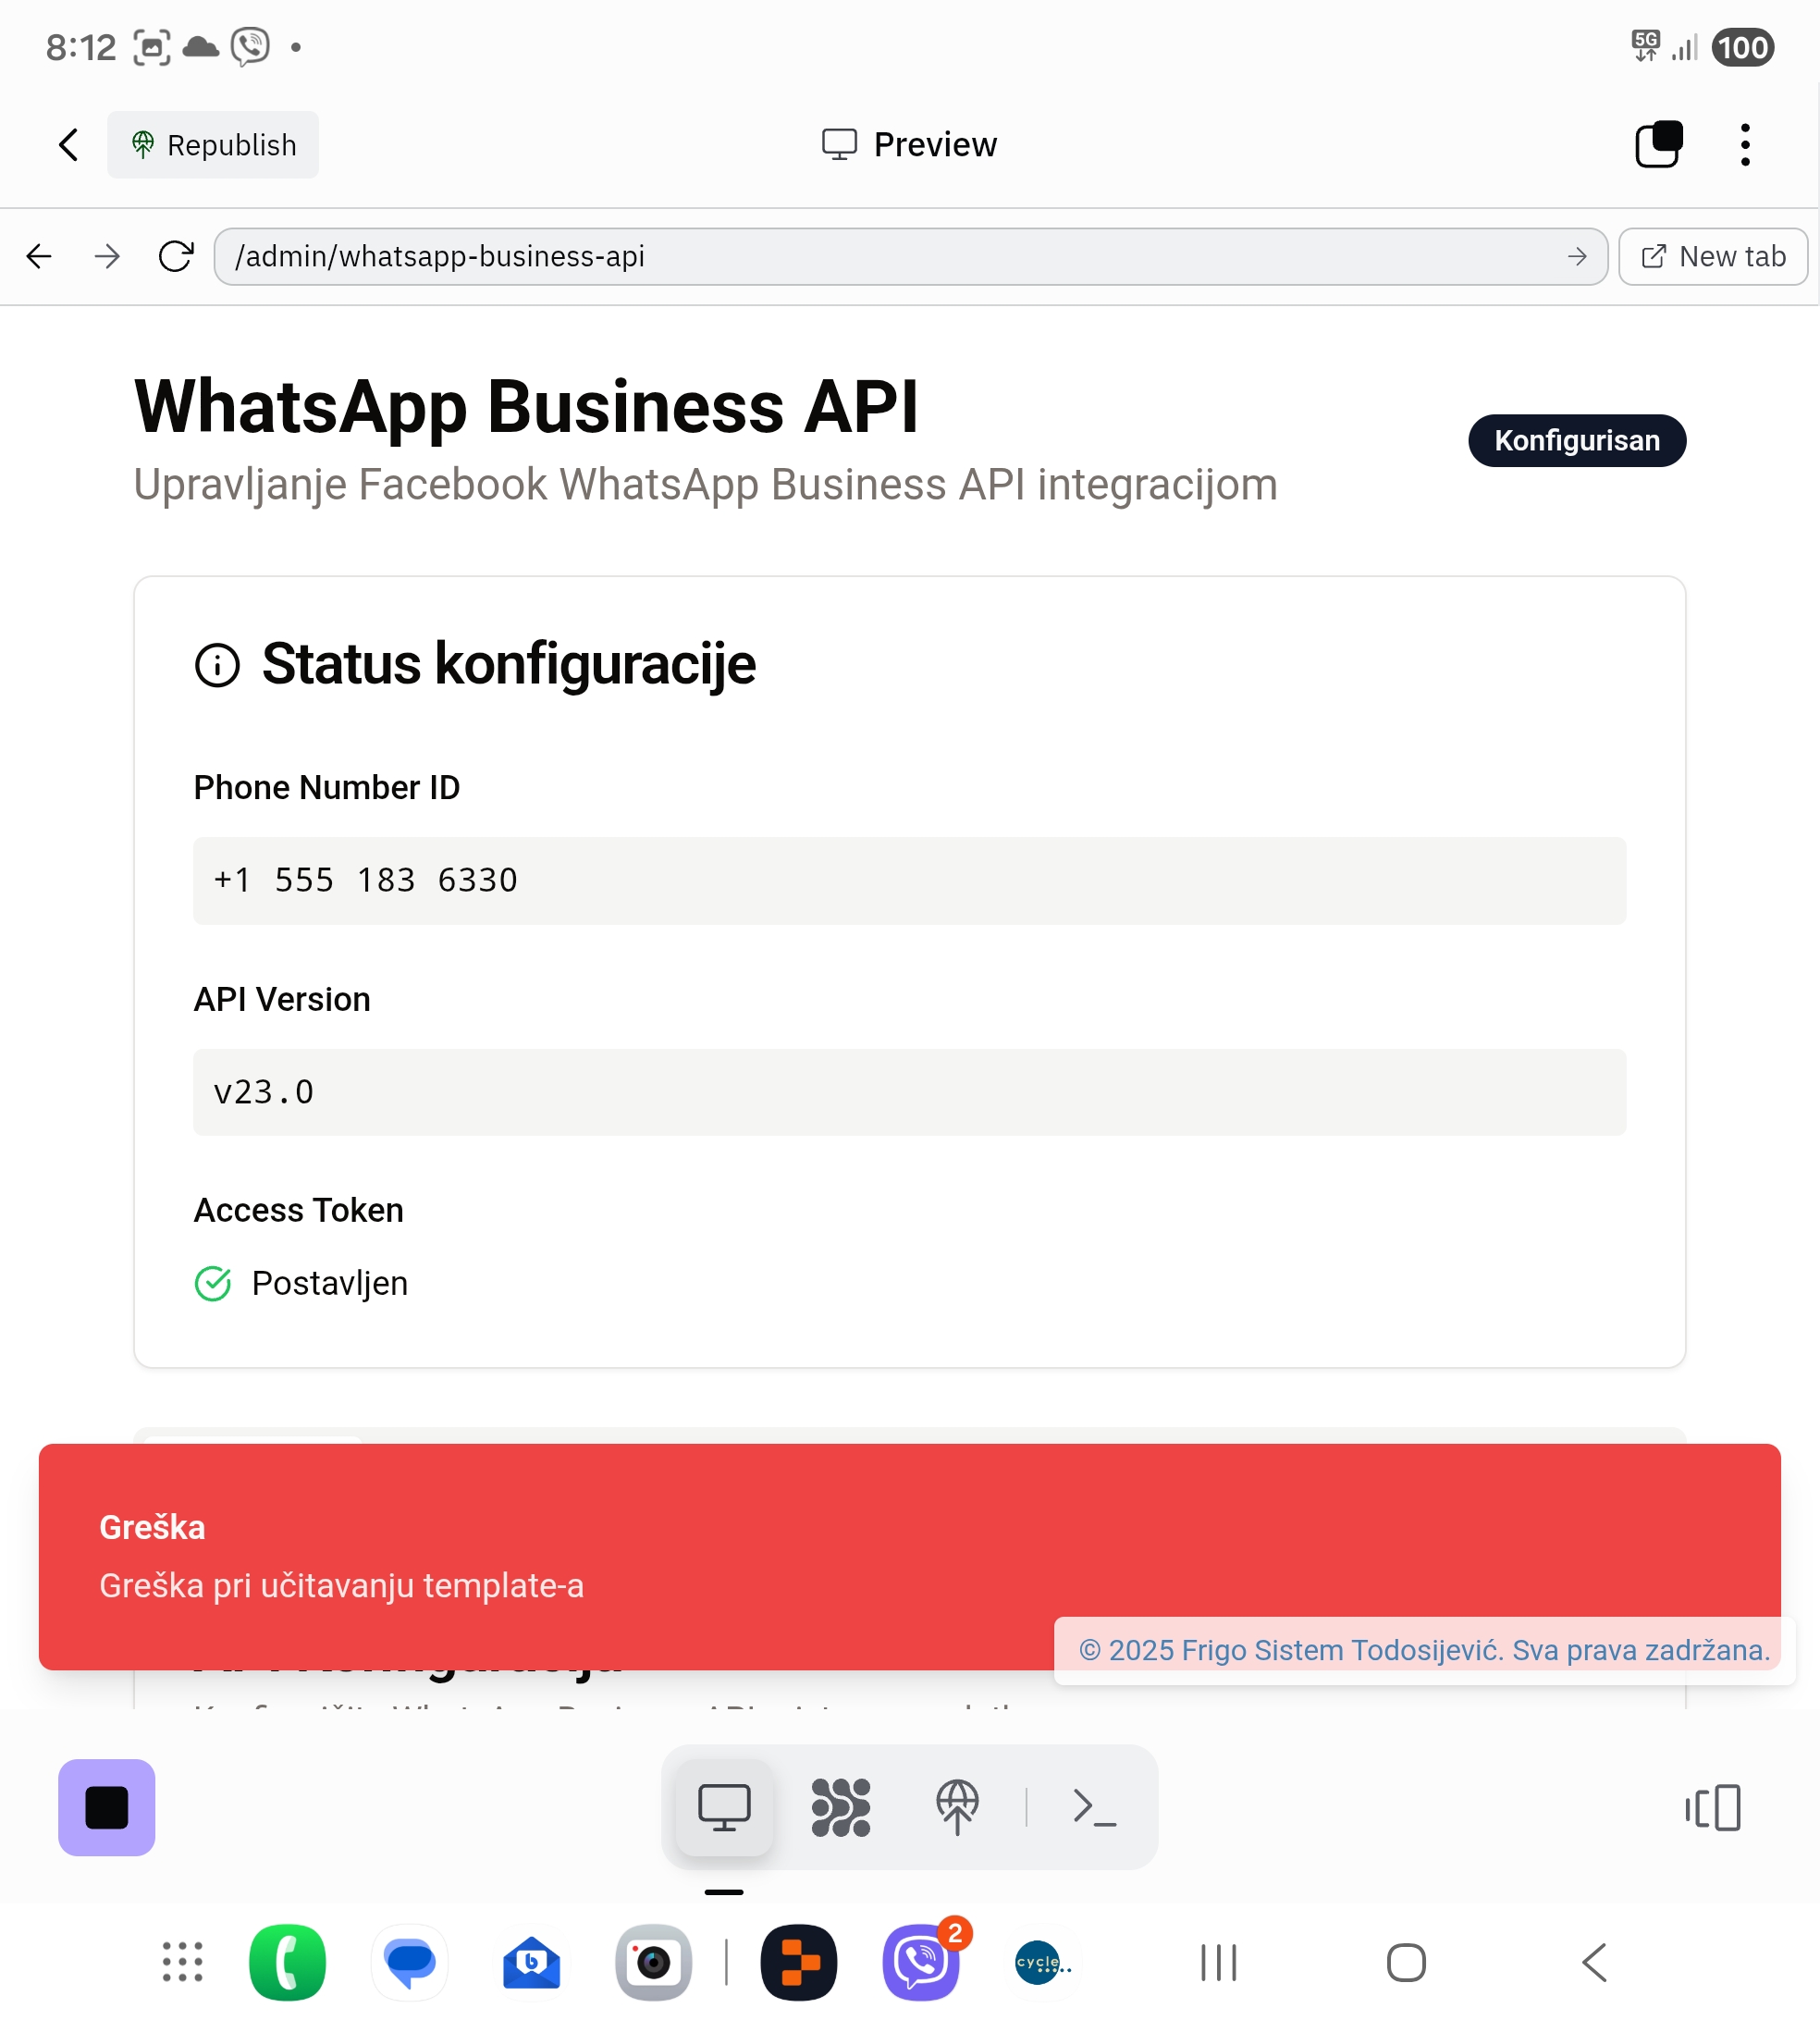 8:12
5G
100
Republish
Preview
/admin/whatsapp-business-api
New tab
WhatsApp Business API
Konfigurisan
Upravljanje Facebook WhatsApp Business API integracijom
Status konfiguracije
Phone Number ID
+1 555 183 6330
API Version
v23.0
Access Token
Postavljen
Greška
Greška pri učitavanju template-a
© 2025 Frigo Sistem Todosijević. Sva prava zadržana.
2
cycle